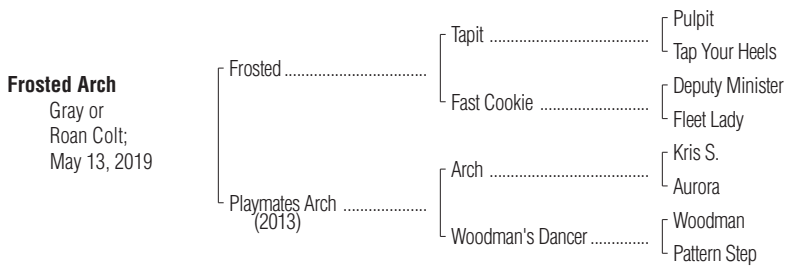 Frosted Arch
Gray or
Roan Colt;
May 13, 2019
Frosted ................................
Playmates Arch ...................
(2013)
Tapit ....................................
Fast Cookie ........................
Arch ....................................
Woodman's Dancer .............
Pulpit
Tap Your Heels
Deputy Minister
Fleet Lady
Kris S.
Aurora
Woodman
Pattern Step